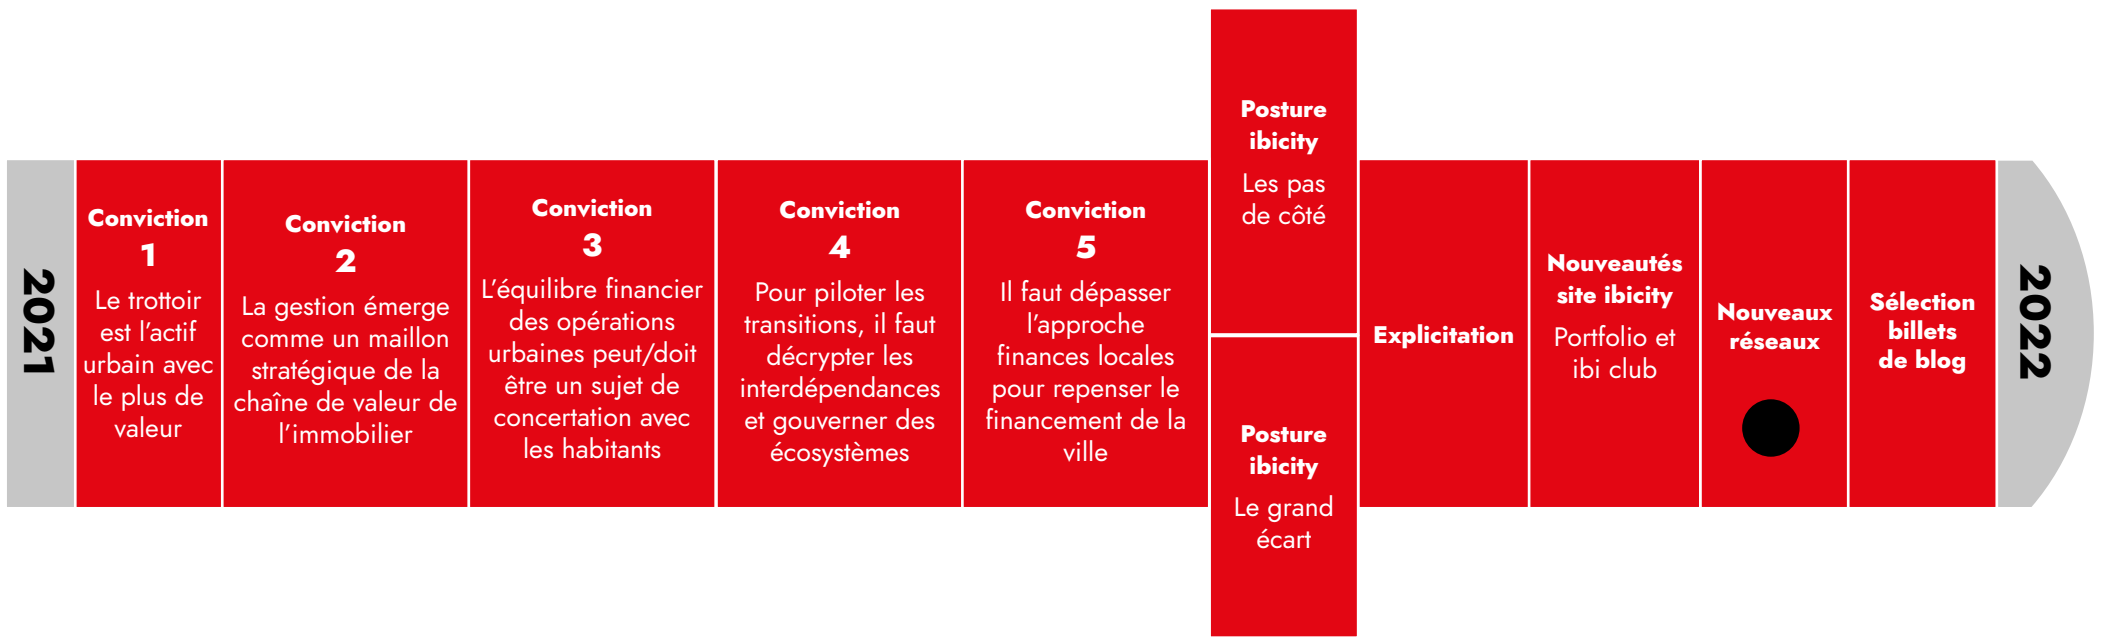 2021
Conviction
1
Le trottoir
est l’actif
urbain avec
le plus de
valeur
Conviction
2
La gestion émerge
comme un maillon
stratégique de la
chaîne de valeur de
l’immobilier
Conviction
3
L’équilibre financier
des opérations
urbaines peut/doit
être un sujet de
concertation avec
les habitants
Conviction
4
Pour piloter les
transitions, il faut
décrypter les
interdépendances
et gouverner des
écosystèmes
Conviction
5
Il faut dépasser
l’approche
finances locales
pour repenser le
financement de la
ville
Posture
ibicity
Les pas
de côté
Posture
ibicity
Le grand
écart
Explicitation
Nouveautés
site ibicity
Portfolio et
ibi club
Nouveaux
réseaux
Sélection
billets
de blog
2022